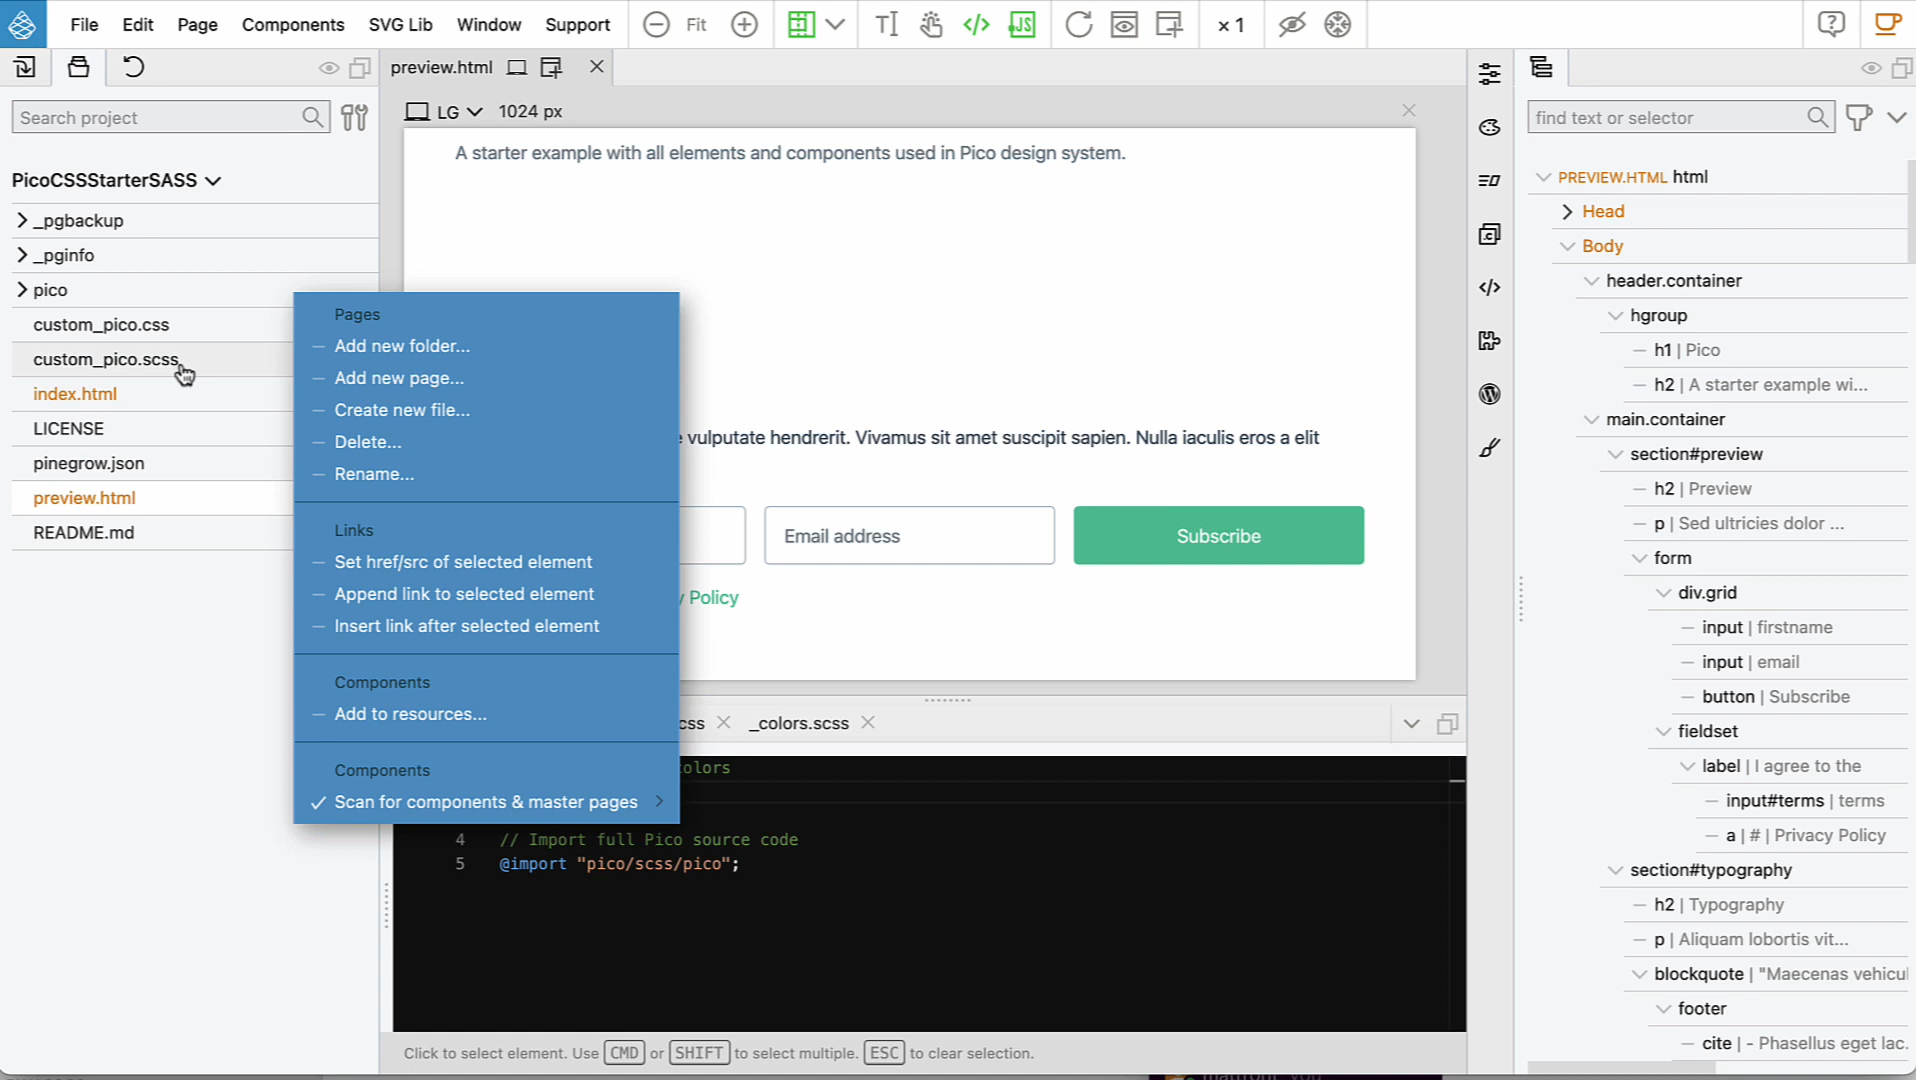 File Edit Page Components SVG Lib Window Support Fit JS × 1
preview.html
Search project
LG 1024 px
find text or selector
A starter example with all elements and components used in Pico design system.
PicoCSSStarterSASS
_pgbackup
_pginfo
pico
custom_pico.css
custom_pico.scss
index.html
LICENSE
pinegrow.json
preview.html
README.md
Pages
Add new folder...
Add new page...
Create new file...
Delete...
Rename...
Links
Set href/src of selected element
Append link to selected element
Insert link after selected element
Components
Add to resources...
Components
Scan for components & master pages
vulputate hendrerit. Vivamus sit amet suscipit sapien. Nulla iaculis eros a elit
Email address
Subscribe
Policy
css _colors.scss
colors
4 // Import full Pico source code
5 @import "pico/scss/pico";
Click to select element. Use CMD or SHIFT to select multiple. ESC to clear selection.
PREVIEW.HTML html
Head
Body
header.container
hgroup
h1 | Pico
h2 | A starter example wi...
main.container
section#preview
h2 | Preview
p | Sed ultricies dolor ...
form
div.grid
input | firstname
input | email
button | Subscribe
fieldset
label | I agree to the
input#terms | terms
a | # | Privacy Policy
section#typography
h2 | Typography
p | Aliquam lobortis vit...
blockquote | "Maecenas vehicul
footer
cite | - Phasellus eget lac.